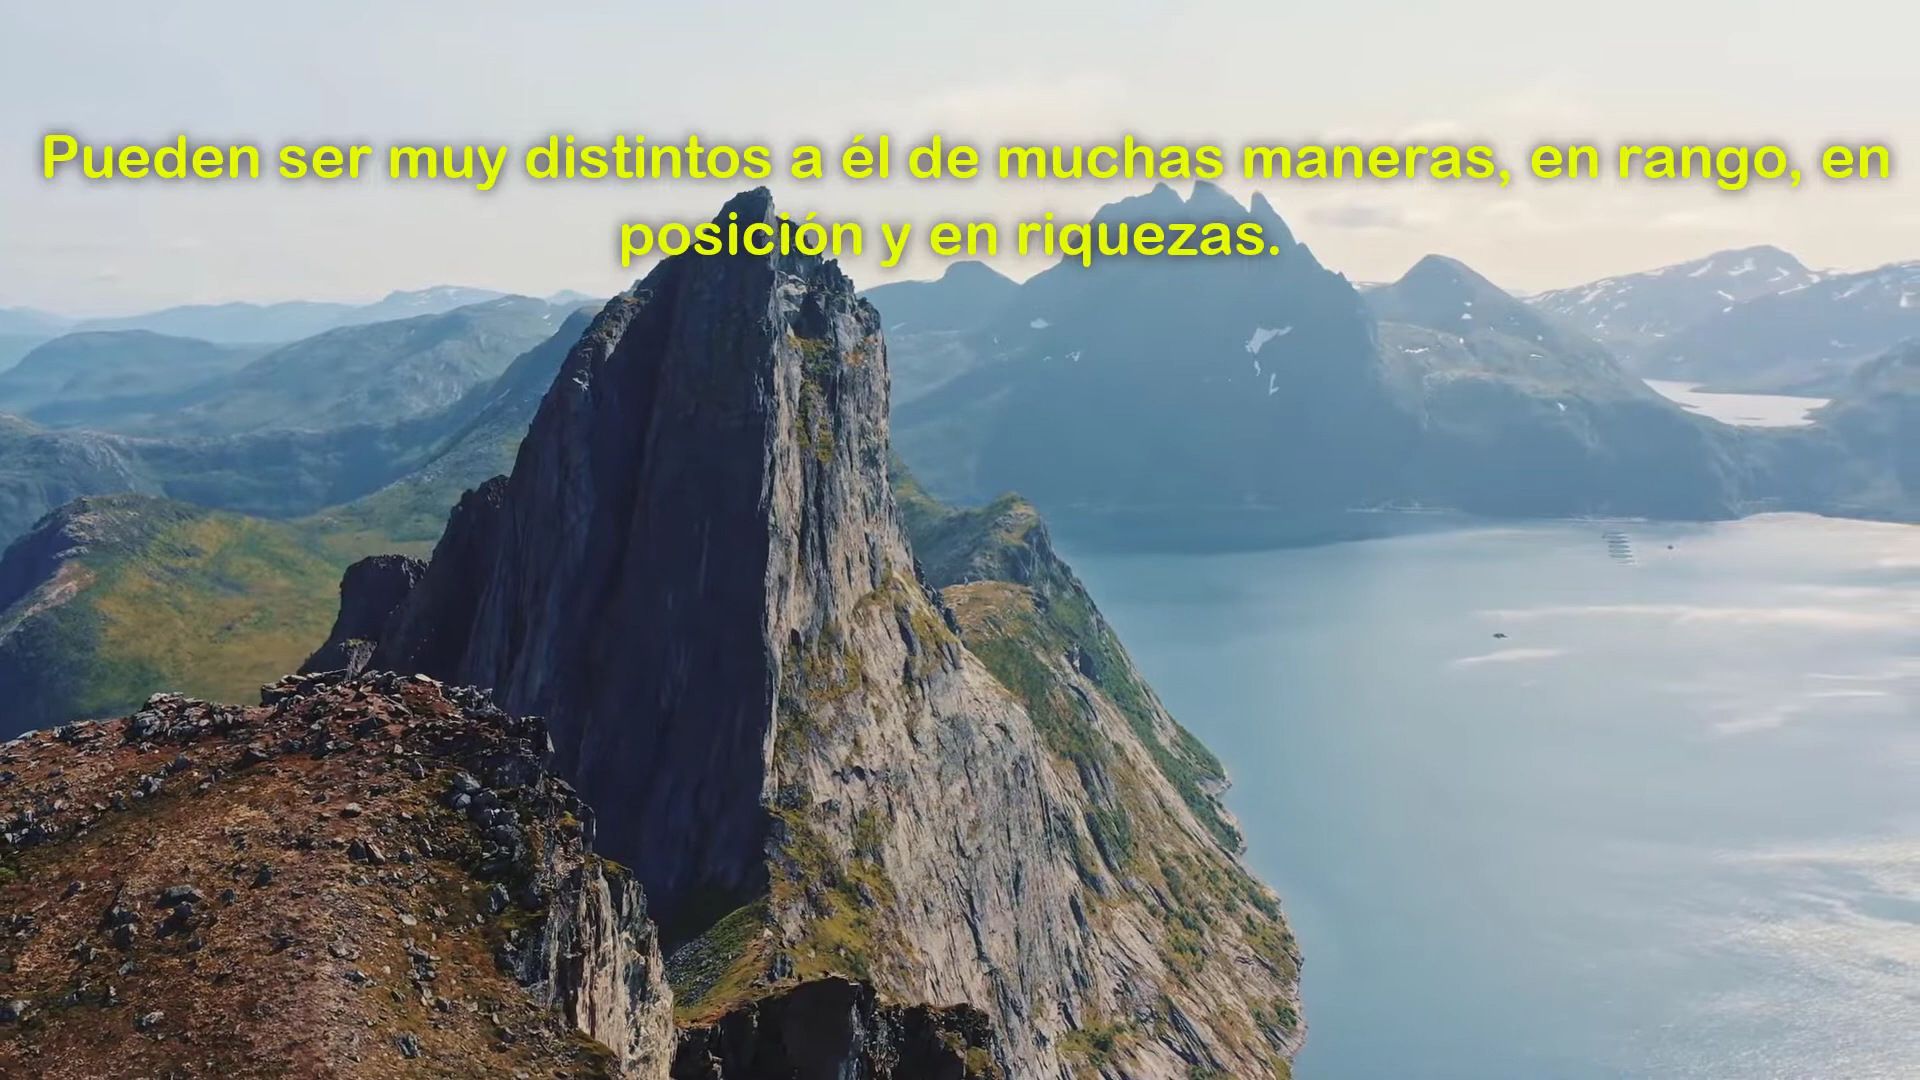 Pueden ser muy distintos a él de muchas maneras, en rango, en
posición y en riquezas.